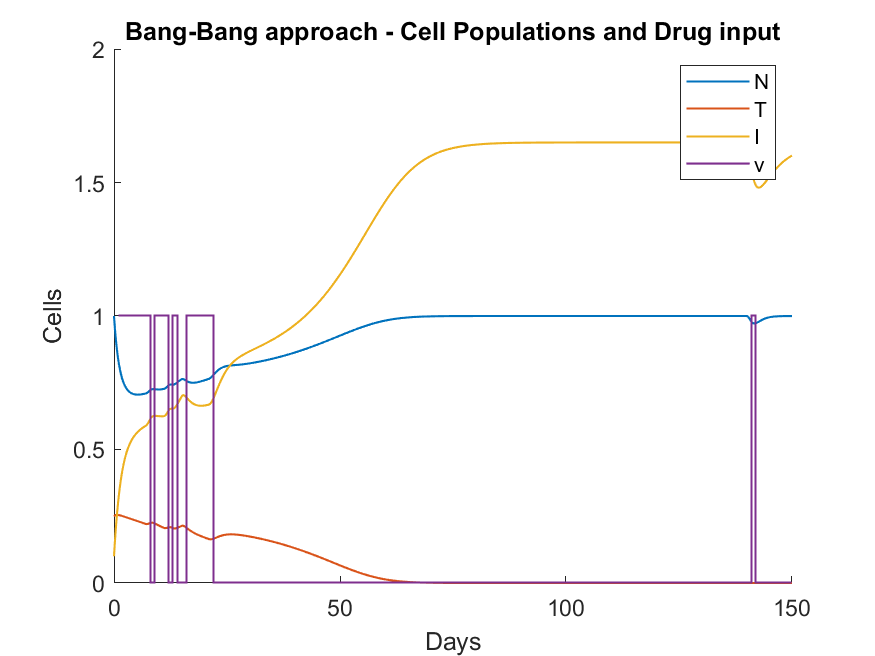 Bang-Bang approach - Cell Populations and Drug input
2
N
T
I
v
1.5
1
0.5
0
Cells
0 50 100 150
Days